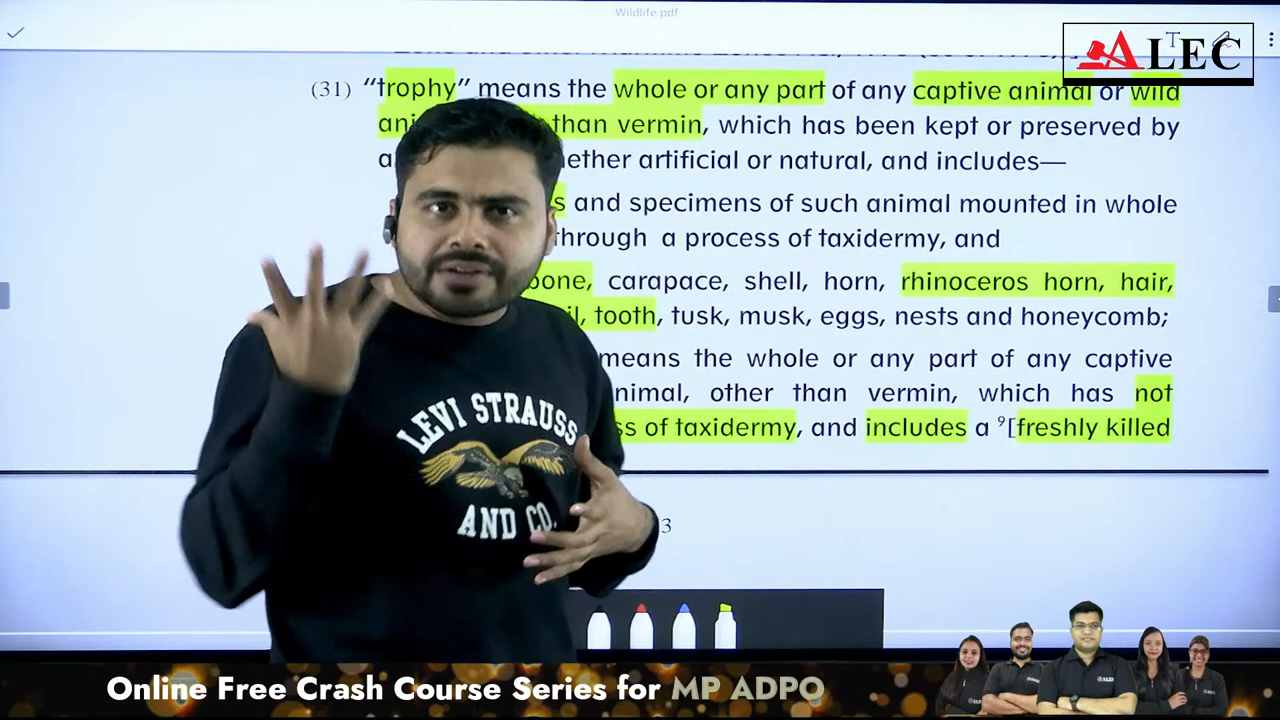 Wildlife.pdf
ALEC
(31) “trophy” means the whole or any part of any captive animal or wild
than vermin, which has been kept or preserved by
artificial or natural, and includes—
and specimens of such animal mounted in whole
through a process of taxidermy, and
bone, carapace, shell, horn, rhinoceros horn, hair,
tooth, tusk, musk, eggs, nests and honeycomb;
means the whole or any part of any captive
other than vermin, which has not
of taxidermy, and includes a ⁹[freshly killed
LEVI STRAUSS
AND CO.
3
Online Free Crash Course Series for MP ADPO